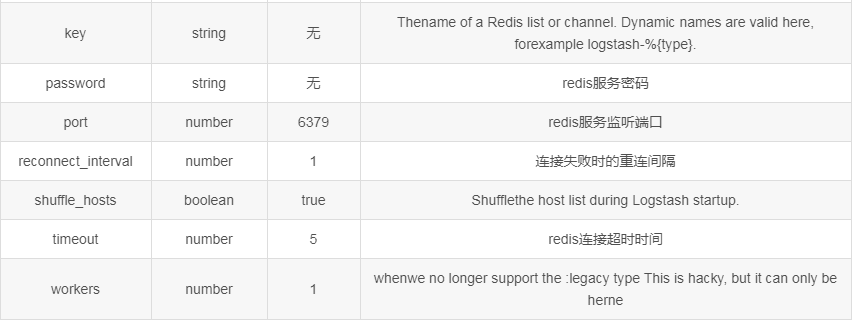 key string 无 Thename of a Redis list or channel. Dynamic names are valid here,
forexample logstash-%{type}.
password string 无 redis服务密码
port number 6379 redis服务监听端口
reconnect_interval number 1 连接失败时的重连间隔
shuffle_hosts boolean true Shufflethe host list during Logstash startup.
timeout number 5 redis连接超时时间
workers number 1 whenwe no longer support the :legacy type This is hacky, but it can only be
herne